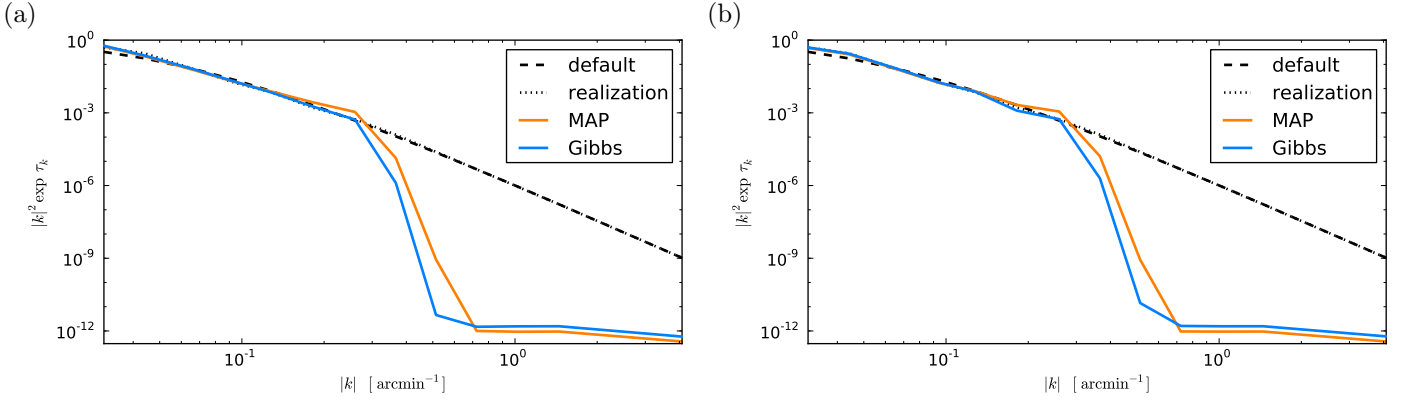 (a)
10^0
10^-3
10^-6
10^-9
10^-12
|k|^2 exp τ_k
default
realization
MAP
Gibbs
10^-1
10^0
|k| [ arcmin^-1 ]
(b)
10^0
10^-3
10^-6
10^-9
10^-12
|k|^2 exp τ_k
default
realization
MAP
Gibbs
10^-1
10^0
|k| [ arcmin^-1 ]